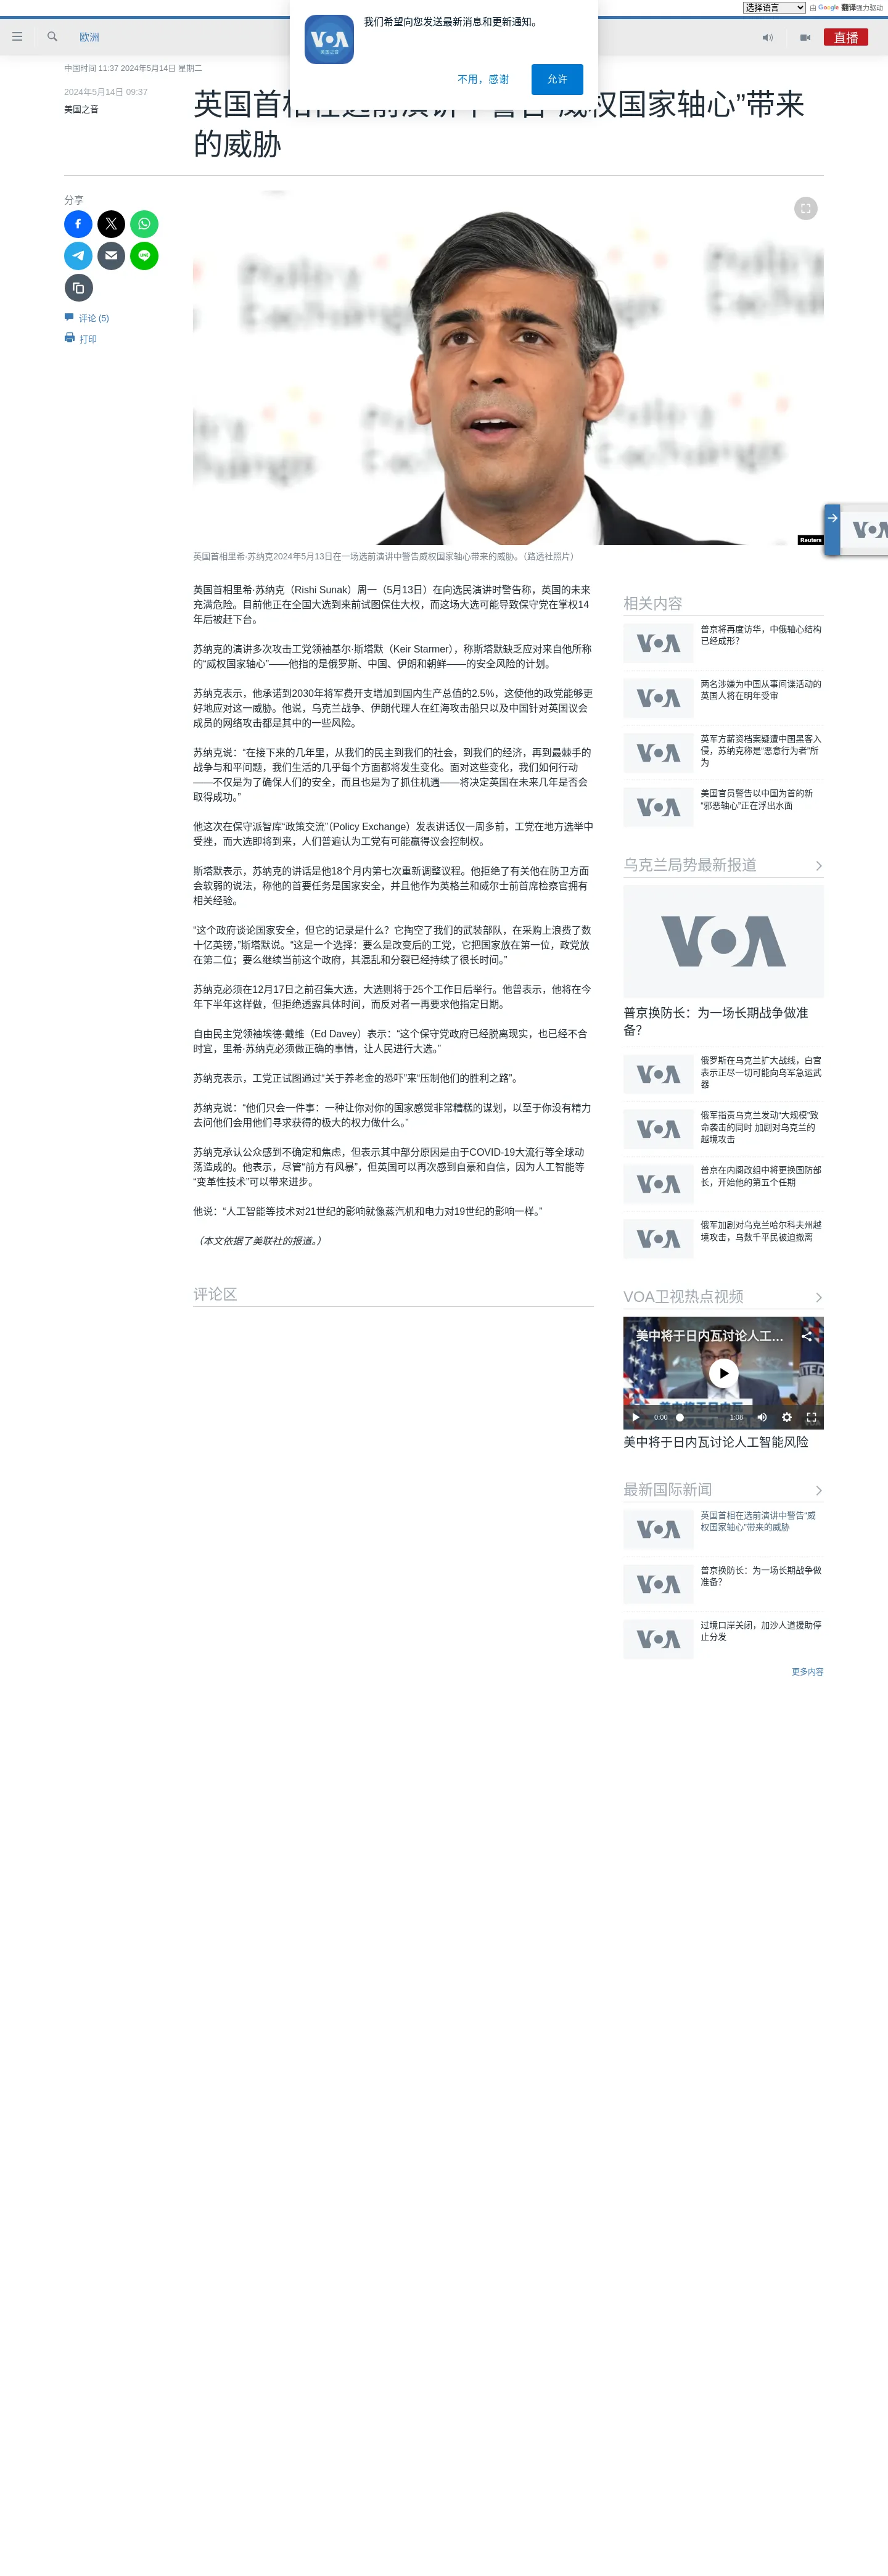 选择语言 由 Google 翻译强力驱动
欧洲
直播
VOA
美国之音
我们希望向您发送最新消息和更新通知。
不用，感谢
允许
中国时间 11:37 2024年5月14日 星期二
2024年5月14日 09:37
美国之音
英国首相在选前演讲中警告“威权国家轴心”带来
的威胁
分享
评论 (5)
打印
Reuters
英国首相里希·苏纳克2024年5月13日在一场选前演讲中警告威权国家轴心带来的威胁。（路透社照片）
英国首相里希·苏纳克（Rishi Sunak）周一（5月13日）在向选民演讲时警告称，英国的未来
充满危险。目前他正在全国大选到来前试图保住大权，而这场大选可能导致保守党在掌权14
年后被赶下台。
苏纳克的演讲多次攻击工党领袖基尔·斯塔默（Keir Starmer），称斯塔默缺乏应对来自他所称
的“威权国家轴心”——他指的是俄罗斯、中国、伊朗和朝鲜——的安全风险的计划。
苏纳克表示，他承诺到2030年将军费开支增加到国内生产总值的2.5%，这使他的政党能够更
好地应对这一威胁。他说，乌克兰战争、伊朗代理人在红海攻击船只以及中国针对英国议会
成员的网络攻击都是其中的一些风险。
苏纳克说：“在接下来的几年里，从我们的民主到我们的社会，到我们的经济，再到最棘手的
战争与和平问题，我们生活的几乎每个方面都将发生变化。面对这些变化，我们如何行动
——不仅是为了确保人们的安全，而且也是为了抓住机遇——将决定英国在未来几年是否会
取得成功。”
他这次在保守派智库“政策交流”（Policy Exchange）发表讲话仅一周多前，工党在地方选举中
受挫，而大选即将到来，人们普遍认为工党有可能赢得议会控制权。
斯塔默表示，苏纳克的讲话是他18个月内第七次重新调整议程。他拒绝了有关他在防卫方面
会软弱的说法，称他的首要任务是国家安全，并且他作为英格兰和威尔士前首席检察官拥有
相关经验。
“这个政府谈论国家安全，但它的记录是什么？它掏空了我们的武装部队，在采购上浪费了数
十亿英镑，”斯塔默说。“这是一个选择：要么是改变后的工党，它把国家放在第一位，政党放
在第二位；要么继续当前这个政府，其混乱和分裂已经持续了很长时间。”
苏纳克必须在12月17日之前召集大选，大选则将于25个工作日后举行。他曾表示，他将在今
年下半年这样做，但拒绝透露具体时间，而反对者一再要求他指定日期。
自由民主党领袖埃德·戴维（Ed Davey）表示：“这个保守党政府已经脱离现实，也已经不合
时宜，里希·苏纳克必须做正确的事情，让人民进行大选。”
苏纳克表示，工党正试图通过“关于养老金的恐吓”来“压制他们的胜利之路”。
苏纳克说：“他们只会一件事：一种让你对你的国家感觉非常糟糕的谋划，以至于你没有精力
去问他们会用他们寻求获得的极大的权力做什么。”
苏纳克承认公众感到不确定和焦虑，但表示其中部分原因是由于COVID-19大流行等全球动
荡造成的。他表示，尽管“前方有风暴”，但英国可以再次感到自豪和自信，因为人工智能等
“变革性技术”可以带来进步。
他说：“人工智能等技术对21世纪的影响就像蒸汽机和电力对19世纪的影响一样。”
（本文依据了美联社的报道。）
评论区
相关内容
VOA
普京将再度访华，中俄轴心结构
已经成形？
VOA
两名涉嫌为中国从事间谍活动的
英国人将在明年受审
VOA
英军方薪资档案疑遭中国黑客入
侵，苏纳克称是“恶意行为者”所
为
VOA
美国官员警告以中国为首的新
“邪恶轴心”正在浮出水面
乌克兰局势最新报道
VOA
普京换防长：为一场长期战争做准
备？
VOA
俄罗斯在乌克兰扩大战线，白宫
表示正尽一切可能向乌军急运武
器
VOA
俄军指责乌克兰发动“大规模”致
命袭击的同时 加剧对乌克兰的
越境攻击
VOA
普京在内阁改组中将更换国防部
长，开始他的第五个任期
VOA
俄军加剧对乌克兰哈尔科夫州越
境攻击，乌数千平民被迫撤离
VOA卫视热点视频
美中将于日内瓦讨论人工...
0:00
1:08
美中将于日内瓦讨论人工智能风险
最新国际新闻
VOA
英国首相在选前演讲中警告“威
权国家轴心”带来的威胁
VOA
普京换防长：为一场长期战争做
准备？
VOA
过境口岸关闭，加沙人道援助停
止分发
更多内容